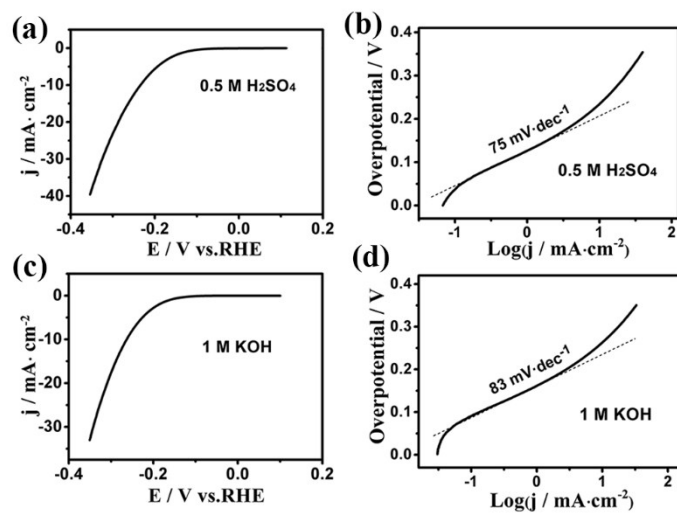 (a)
0
-10
-20
-30
-40
j / mA· cm⁻²
0.5 M H₂SO₄
-0.4
-0.2
0.0
0.2
E / V vs.RHE
(b)
0.4
0.3
0.2
0.1
0.0
Overpotential / V
75 mV·dec⁻¹
0.5 M H₂SO₄
-1
0
1
2
Log(j / mA·cm⁻²)
(c)
0
-10
-20
-30
j / mA· cm⁻²
1 M KOH
-0.4
-0.2
0.0
0.2
E / V vs.RHE
(d)
0.4
0.3
0.2
0.1
0.0
Overpotential / V
83 mV·dec⁻¹
1 M KOH
-1
0
1
2
Log(j / mA·cm⁻²)